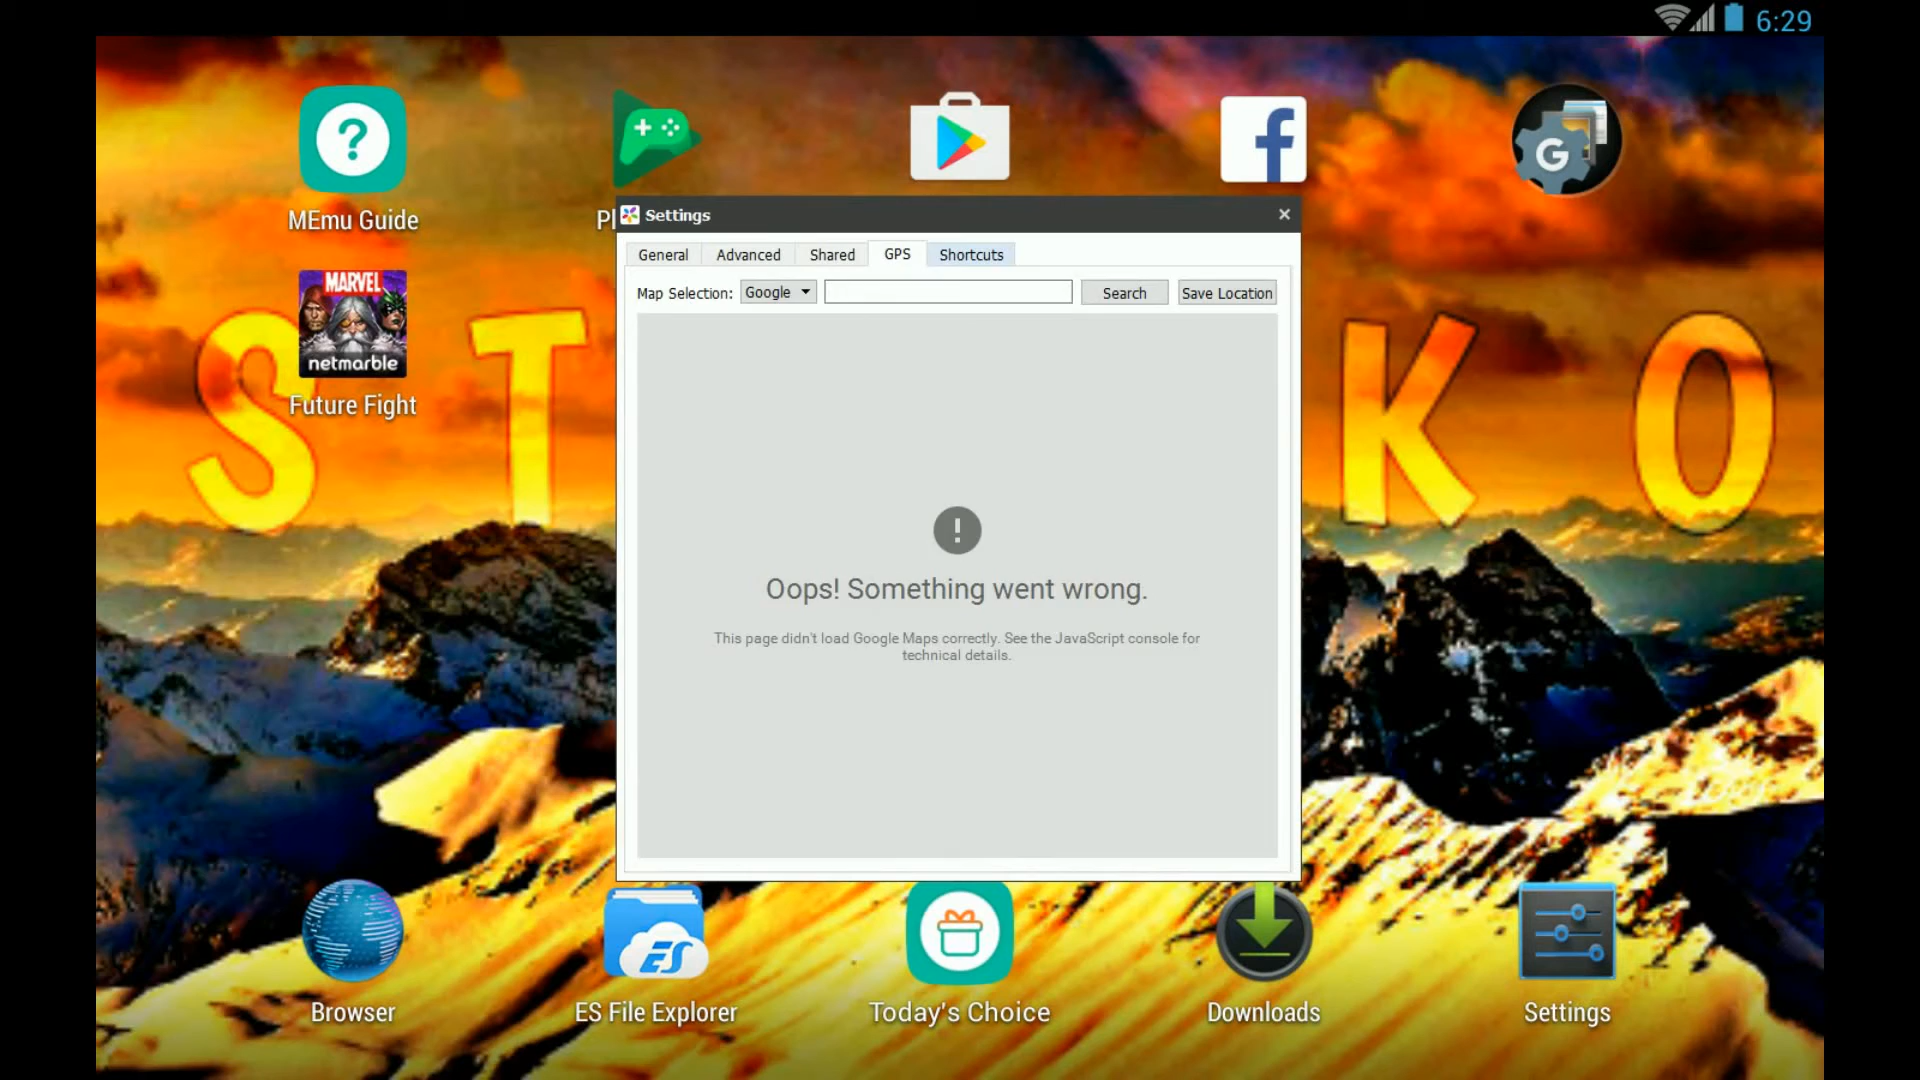 6:29
MEmu Guide
Pl
f
G
Settings
General Advanced Shared GPS Shortcuts
Map Selection: Google Search Save Location
MARVEL
netmarble
Future Fight
S T K O
!
Oops! Something went wrong.
This page didn't load Google Maps correctly. See the JavaScript console for
technical details.
ES
Browser ES File Explorer Today's Choice Downloads Settings